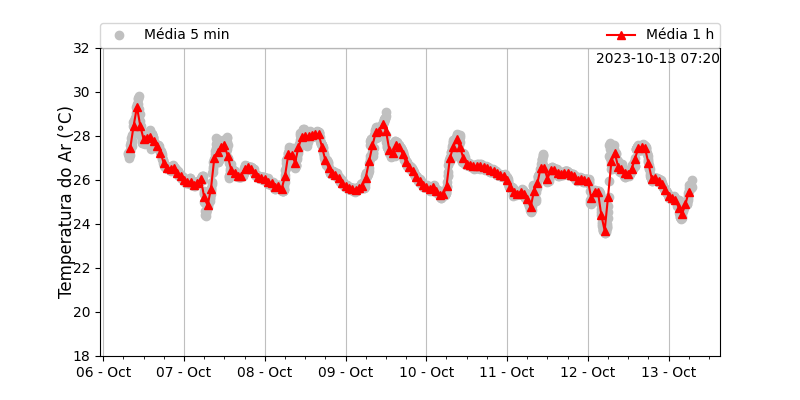 Média 5 min
Média 1 h
2023-10-13 07:20
Temperatura do Ar (°C)
32
30
28
26
24
22
20
18
06 - Oct
07 - Oct
08 - Oct
09 - Oct
10 - Oct
11 - Oct
12 - Oct
13 - Oct